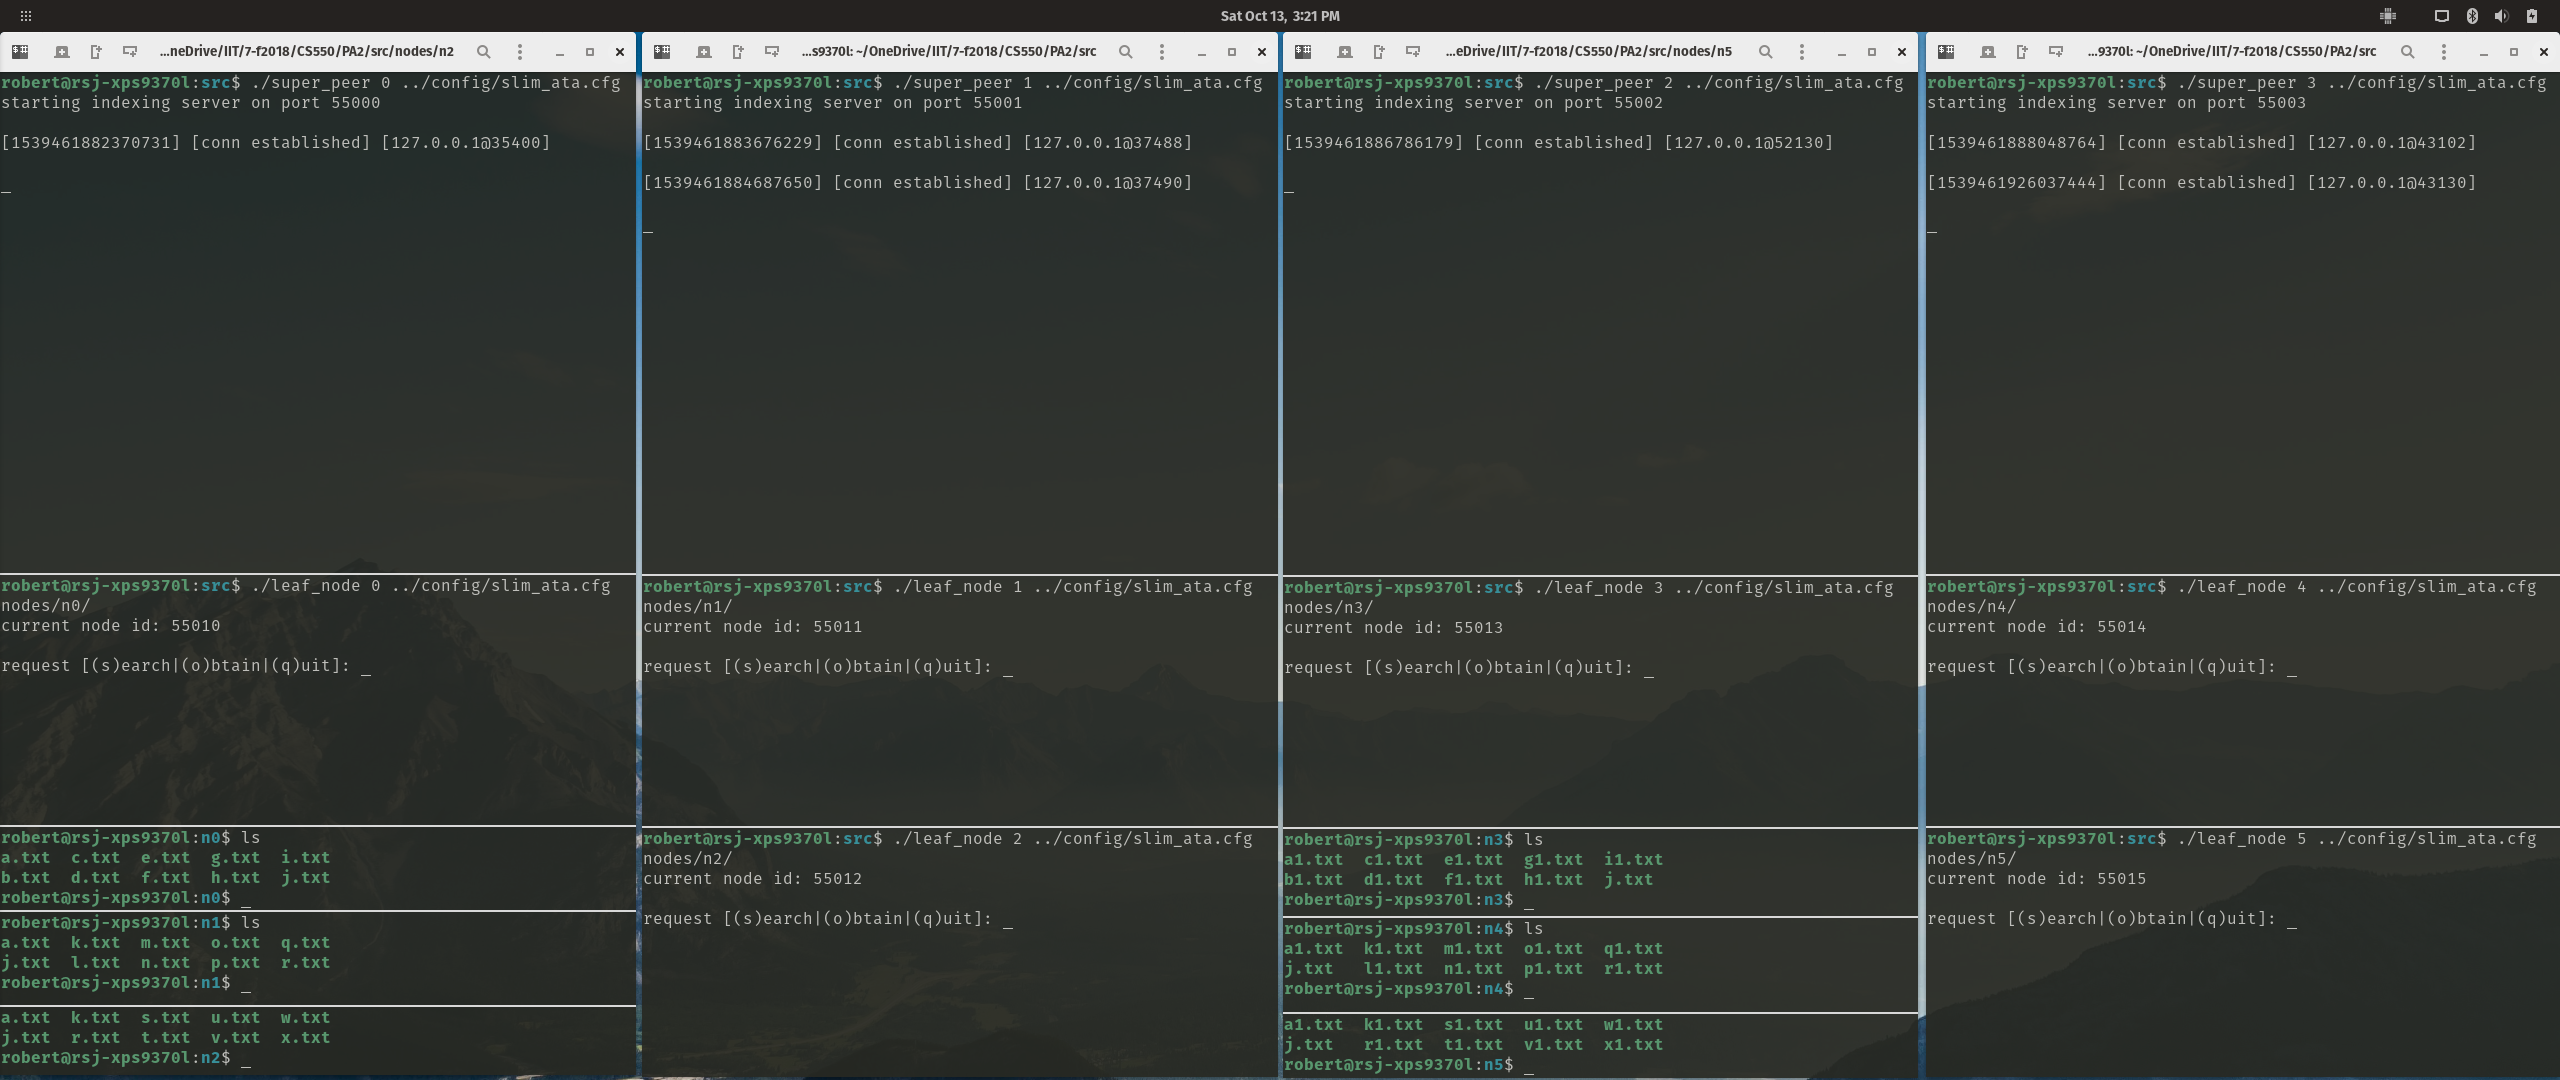 Sat Oct 13, 3:21 PM
...neDrive/IIT/7-f2018/CS550/PA2/src/nodes/n2
robert@rsj-xps9370l:src$ ./super_peer 0 ../config/slim_ata.cfg
starting indexing server on port 55000
[1539461882370731] [conn established] [127.0.0.1@35400]
_
robert@rsj-xps9370l:src$ ./leaf_node 0 ../config/slim_ata.cfg
nodes/n0/
current node id: 55010
request [(s)earch|(o)btain|(q)uit]: _
robert@rsj-xps9370l:n0$ ls
a.txt  c.txt  e.txt  g.txt  i.txt
b.txt  d.txt  f.txt  h.txt  j.txt
robert@rsj-xps9370l:n0$ _
robert@rsj-xps9370l:n1$ ls
a.txt  k.txt  m.txt  o.txt  q.txt
j.txt  l.txt  n.txt  p.txt  r.txt
robert@rsj-xps9370l:n1$ _
a.txt  k.txt  s.txt  u.txt  w.txt
j.txt  r.txt  t.txt  v.txt  x.txt
robert@rsj-xps9370l:n2$ _
...s9370l: ~/OneDrive/IIT/7-f2018/CS550/PA2/src
robert@rsj-xps9370l:src$ ./super_peer 1 ../config/slim_ata.cfg
starting indexing server on port 55001
[1539461883676229] [conn established] [127.0.0.1@37488]
[1539461884687650] [conn established] [127.0.0.1@37490]
_
robert@rsj-xps9370l:src$ ./leaf_node 1 ../config/slim_ata.cfg
nodes/n1/
current node id: 55011
request [(s)earch|(o)btain|(q)uit]: _
robert@rsj-xps9370l:src$ ./leaf_node 2 ../config/slim_ata.cfg
nodes/n2/
current node id: 55012
request [(s)earch|(o)btain|(q)uit]: _
...eDrive/IIT/7-f2018/CS550/PA2/src/nodes/n5
robert@rsj-xps9370l:src$ ./super_peer 2 ../config/slim_ata.cfg
starting indexing server on port 55002
[1539461886786179] [conn established] [127.0.0.1@52130]
_
robert@rsj-xps9370l:src$ ./leaf_node 3 ../config/slim_ata.cfg
nodes/n3/
current node id: 55013
request [(s)earch|(o)btain|(q)uit]: _
robert@rsj-xps9370l:n3$ ls
a1.txt  c1.txt  e1.txt  g1.txt  i1.txt
b1.txt  d1.txt  f1.txt  h1.txt  j.txt
robert@rsj-xps9370l:n3$ _
robert@rsj-xps9370l:n4$ ls
a1.txt  k1.txt  m1.txt  o1.txt  q1.txt
j.txt   l1.txt  n1.txt  p1.txt  r1.txt
robert@rsj-xps9370l:n4$ _
a1.txt  k1.txt  s1.txt  u1.txt  w1.txt
j.txt   r1.txt  t1.txt  v1.txt  x1.txt
robert@rsj-xps9370l:n5$ _
...9370l: ~/OneDrive/IIT/7-f2018/CS550/PA2/src
robert@rsj-xps9370l:src$ ./super_peer 3 ../config/slim_ata.cfg
starting indexing server on port 55003
[1539461888048764] [conn established] [127.0.0.1@43102]
[1539461926037444] [conn established] [127.0.0.1@43130]
_
robert@rsj-xps9370l:src$ ./leaf_node 4 ../config/slim_ata.cfg
nodes/n4/
current node id: 55014
request [(s)earch|(o)btain|(q)uit]: _
robert@rsj-xps9370l:src$ ./leaf_node 5 ../config/slim_ata.cfg
nodes/n5/
current node id: 55015
request [(s)earch|(o)btain|(q)uit]: _